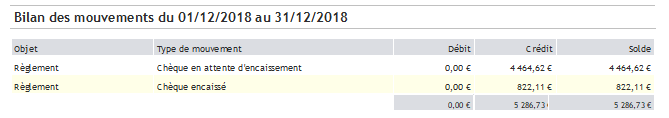 Bilan des mouvements du 01/12/2018 au 31/12/2018
Objet Type de mouvement Débit Crédit Solde
Règlement Chèque en attente d'encaissement 0,00 € 4 464,62 € 4 464,62 €
Règlement Chèque encaissé 0,00 € 822,11 € 822,11 €
0,00 € 5 286,73 € 5 286,73 €